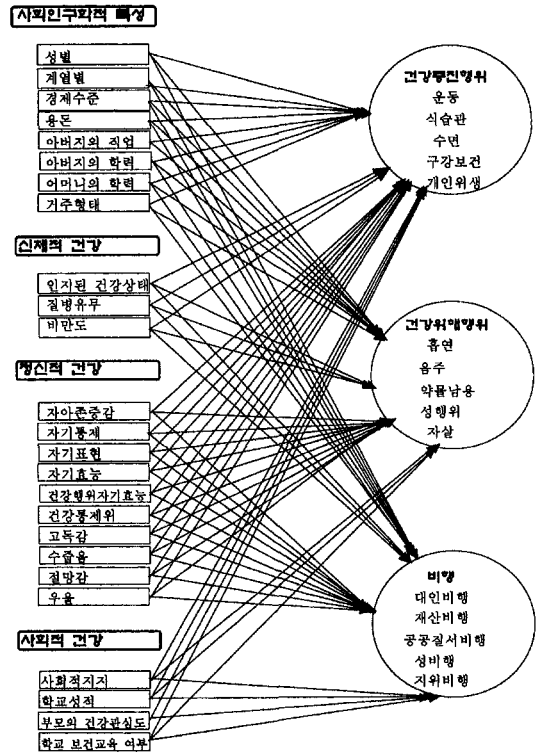 사회인구학적 특성
성별
계열별
경제수준
용돈
아버지의 직업
아버지의 학력
어머니의 학력
거주형태
신체적 건강
인지된 건강상태
질병유무
비만도
정신적 건강
자아존중감
자기통제
자기표현
자기효능
건강행위자기효능
건강통제위
고독감
수줍음
절망감
우울
사회적 건강
사회적지지
학교성적
부모의 건강관심도
학교 보건교육 여부
건강증진행위
운동
식습관
수면
구강보건
개인위생
건강위해행위
흡연
음주
약물남용
성행위
자살
비행
대인비행
재산비행
공공질서비행
성비행
지위비행